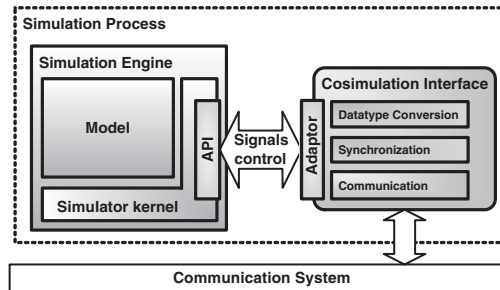 Simulation Process
Simulation Engine
Model
Simulator kernel
API
Signals
control
Adaptor
Cosimulation Interface
Datatype Conversion
Synchronization
Communication
Communication System